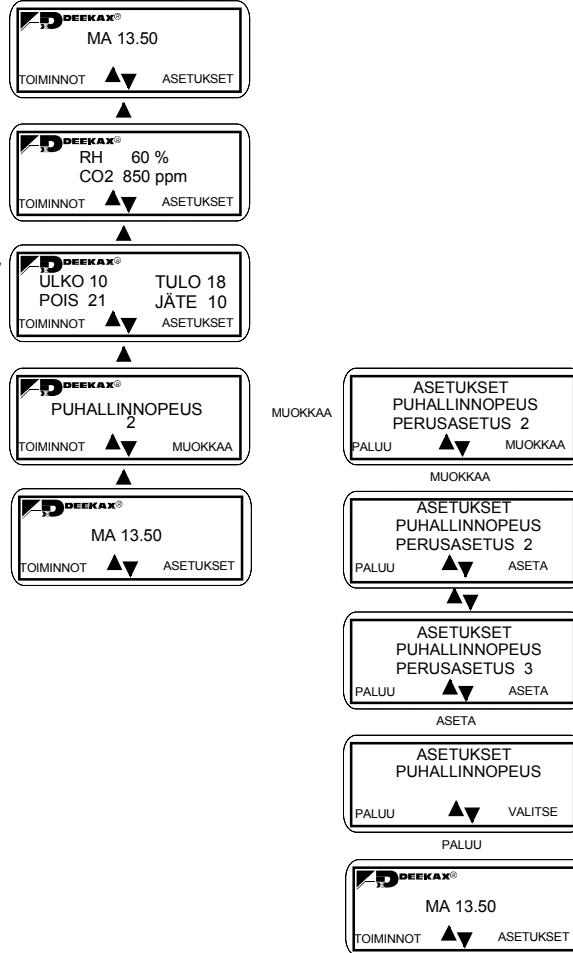 DEEKAX®
MA 13.50
TOIMINNOT ASETUKSET
DEEKAX®
RH 60 %
CO2 850 ppm
TOIMINNOT ASETUKSET
DEEKAX®
ULKO 10 TULO 18
POIS 21 JÄTE 10
TOIMINNOT ASETUKSET
DEEKAX®
PUHALLINNOPEUS
2
TOIMINNOT MUOKKAA
DEEKAX®
MA 13.50
TOIMINNOT ASETUKSET
MUOKKAA
ASETUKSET
PUHALLINNOPEUS
PERUSASETUS 2
PALUU MUOKKAA
MUOKKAA
ASETUKSET
PUHALLINNOPEUS
PERUSASETUS 2
PALUU ASETA
ASETUKSET
PUHALLINNOPEUS
PERUSASETUS 3
PALUU ASETA
ASETA
ASETUKSET
PUHALLINNOPEUS
PALUU VALITSE
PALUU
DEEKAX®
MA 13.50
TOIMINNOT ASETUKSET